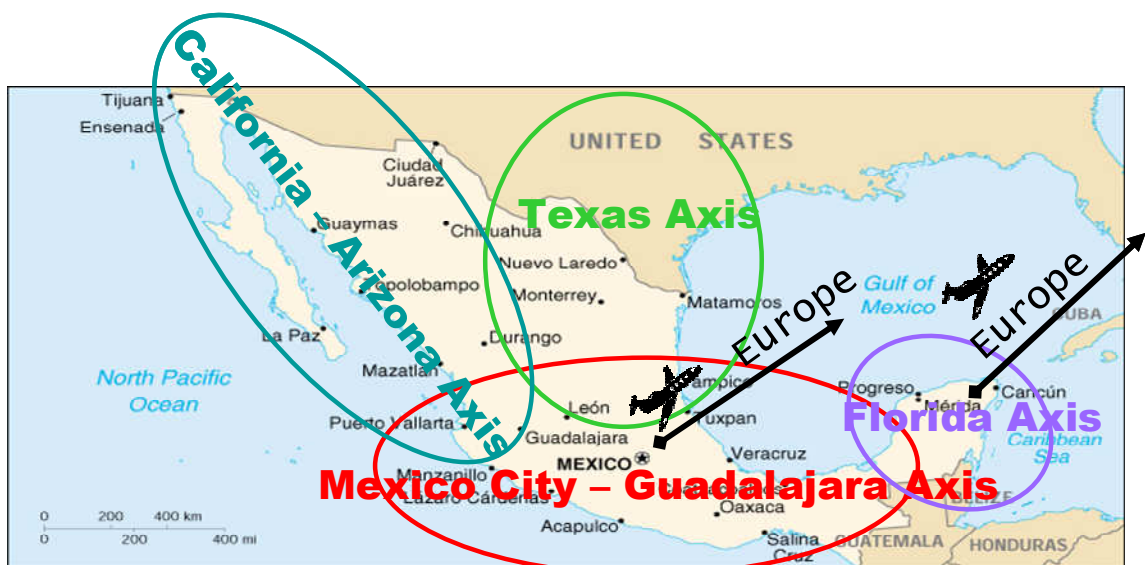 California – Arizona Axis
Tijuana
Ensenada
UNITED STATES
Ciudad
Juárez
Texas Axis
Guaymas
Chihuahua
Nuevo Laredo
Topolobampo
Monterrey
Matamoros
Gulf of
Mexico
Europe
Europe
CUBA
La Paz
Durango
North Pacific
Ocean
Mazatlán
Tampico
Progreso
Cancún
Mérida
León
Tuxpan
Puerto Vallarta
Florida Axis
Guadalajara
Caribbean
Sea
MEXICO
Veracruz
Manzanillo
Mexico City – Guadalajara Axis
Lázaro Cárdenas
BELIZE
Oaxaca
Acapulco
Salina
Cruz
GUATEMALA
HONDURAS
0 200 400 km
0 200 400 mi